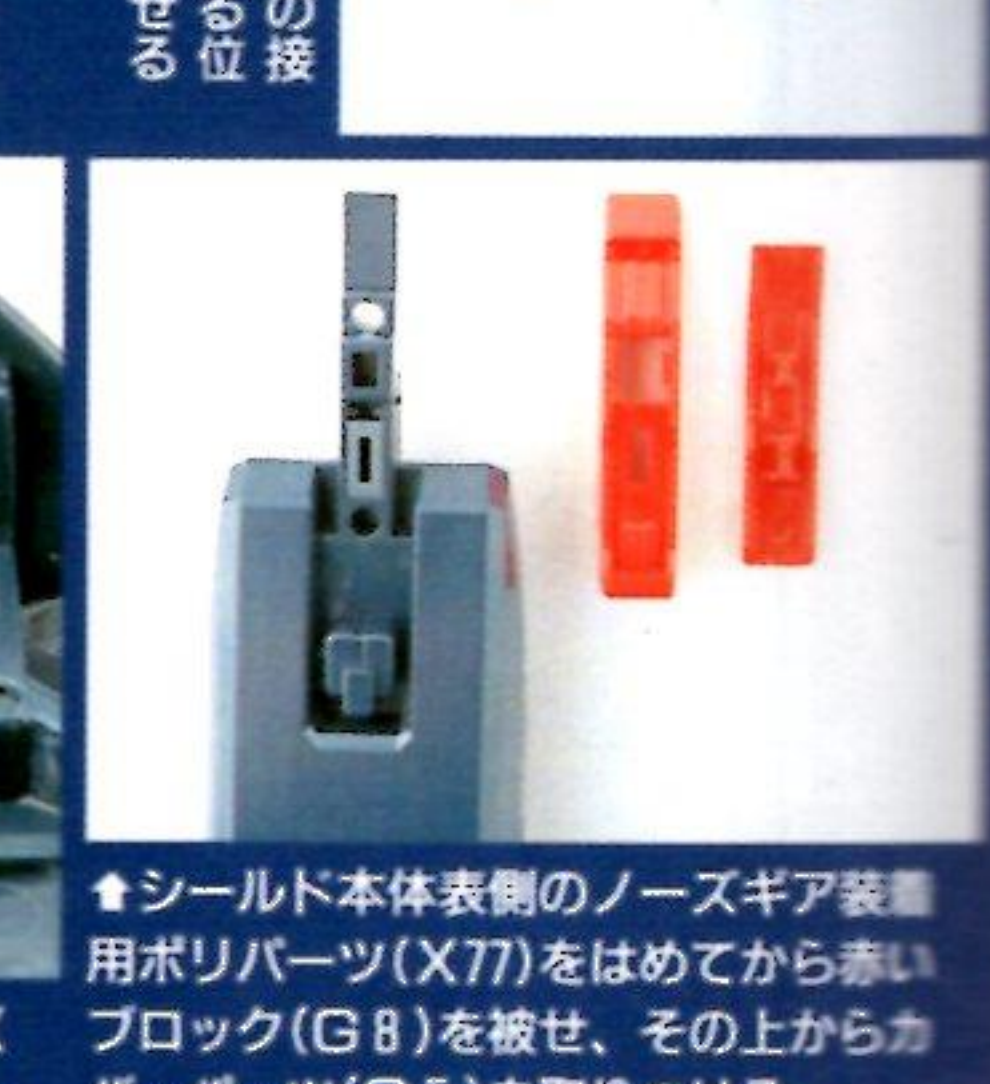 の接
る位
せる
⬆シールド本体表側のノーズギア装着
用ポリパーツ(X77)をはめてから赤い
ブロック(G8)を被せ、その上からカ